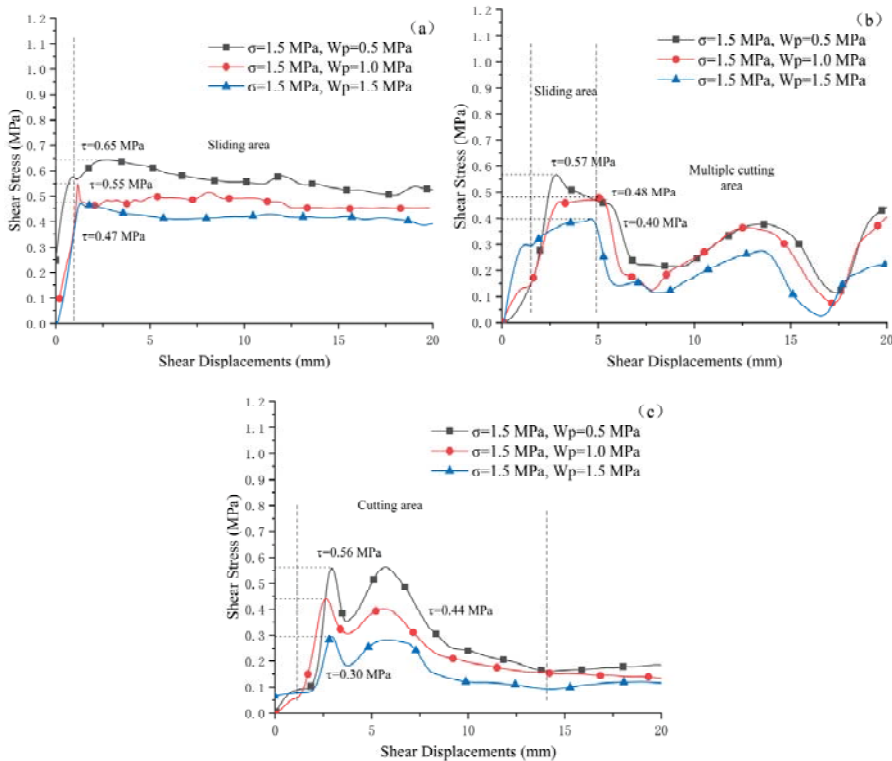 (a)
σ=1.5 MPa, Wp=0.5 MPa
σ=1.5 MPa, Wp=1.0 MPa
σ=1.5 MPa, Wp=1.5 MPa
τ=0.65 MPa
Sliding area
τ=0.55 MPa
τ=0.47 MPa
Shear Stress (MPa)
1.2
1.1
1.0
0.9
0.8
0.7
0.6
0.5
0.4
0.3
0.2
0.1
0.0
0
5
10
15
20
Shear Displacements (mm)
(b)
σ=1.5 MPa, Wp=0.5 MPa
σ=1.5 MPa, Wp=1.0 MPa
σ=1.5 MPa, Wp=1.5 MPa
Sliding area
τ=0.57 MPa
Multiple cutting
area
τ=0.48 MPa
τ=0.40 MPa
Shear Stress (MPa)
1.2
1.1
1.0
0.9
0.8
0.7
0.6
0.5
0.4
0.3
0.2
0.1
0.0
0
5
10
15
20
Shear Displacements (mm)
(c)
σ=1.5 MPa, Wp=0.5 MPa
σ=1.5 MPa, Wp=1.0 MPa
σ=1.5 MPa, Wp=1.5 MPa
Cutting area
τ=0.56 MPa
τ=0.44 MPa
τ=0.30 MPa
Shear Stress (MPa)
1.2
1.1
1.0
0.9
0.8
0.7
0.6
0.5
0.4
0.3
0.2
0.1
0.0
0
5
10
15
20
Shear Displacements (mm)